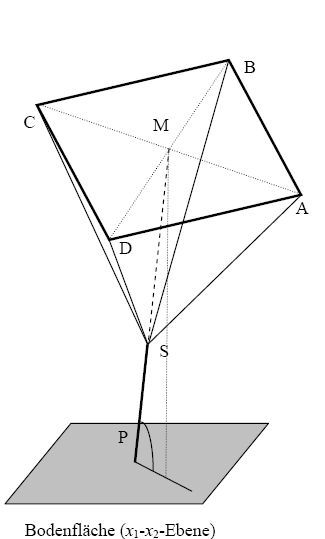 B
C
M
A
D
S
P
Bodenfläche (x₁-x₂-Ebene)